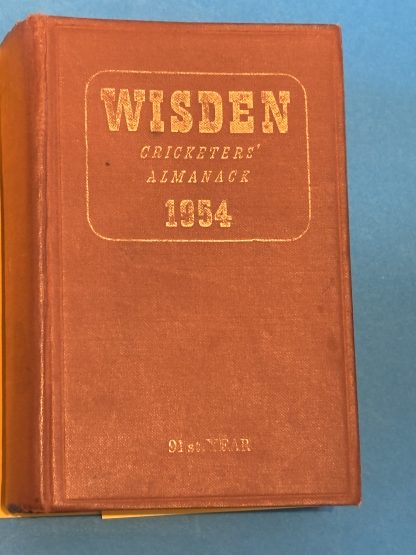 WISDEN
CRICKETERS'
ALMANACK
1954
91st. YEAR